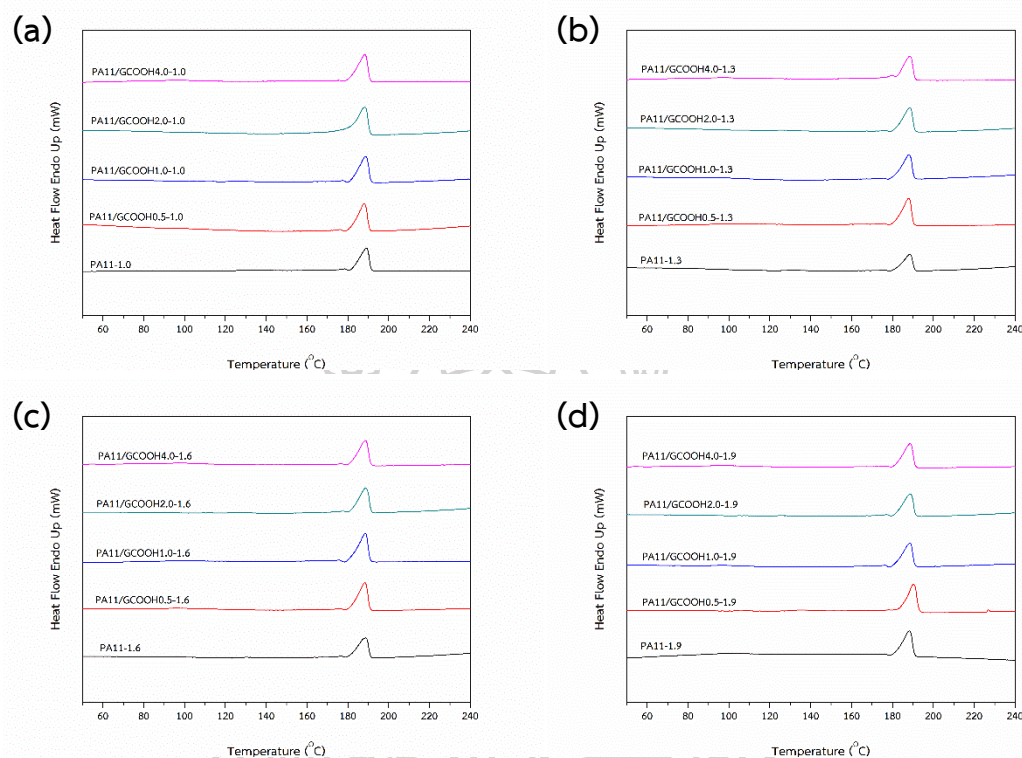 (a)
Heat Flow Endo Up (mW)
PA11/GCOOH4.0-1.0
PA11/GCOOH2.0-1.0
PA11/GCOOH1.0-1.0
PA11/GCOOH0.5-1.0
PA11-1.0
60 80 100 120 140 160 180 200 220 240
Temperature (°C)
(b)
Heat Flow Endo Up (mW)
PA11/GCOOH4.0-1.3
PA11/GCOOH2.0-1.3
PA11/GCOOH1.0-1.3
PA11/GCOOH0.5-1.3
PA11-1.3
60 80 100 120 140 160 180 200 220 240
Temperature (°C)
(c)
Heat Flow Endo Up (mW)
PA11/GCOOH4.0-1.6
PA11/GCOOH2.0-1.6
PA11/GCOOH1.0-1.6
PA11/GCOOH0.5-1.6
PA11-1.6
60 80 100 120 140 160 180 200 220 240
Temperature (°C)
(d)
Heat Flow Endo Up (mW)
PA11/GCOOH4.0-1.9
PA11/GCOOH2.0-1.9
PA11/GCOOH1.0-1.9
PA11/GCOOH0.5-1.9
PA11-1.9
60 80 100 120 140 160 180 200 220 240
Temperature (°C)